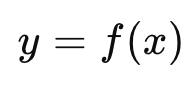 y = f(x)